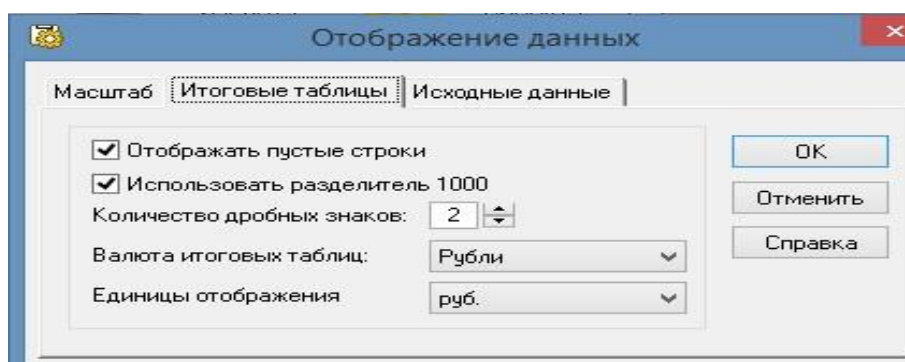 Отображение данных
Масштаб Итоговые таблицы Исходные данные
Отображать пустые строки
Использовать разделитель 1000
Количество дробных знаков: 2
Валюта итоговых таблиц: Рубли
Единицы отображения руб.
OK
Отменить
Справка